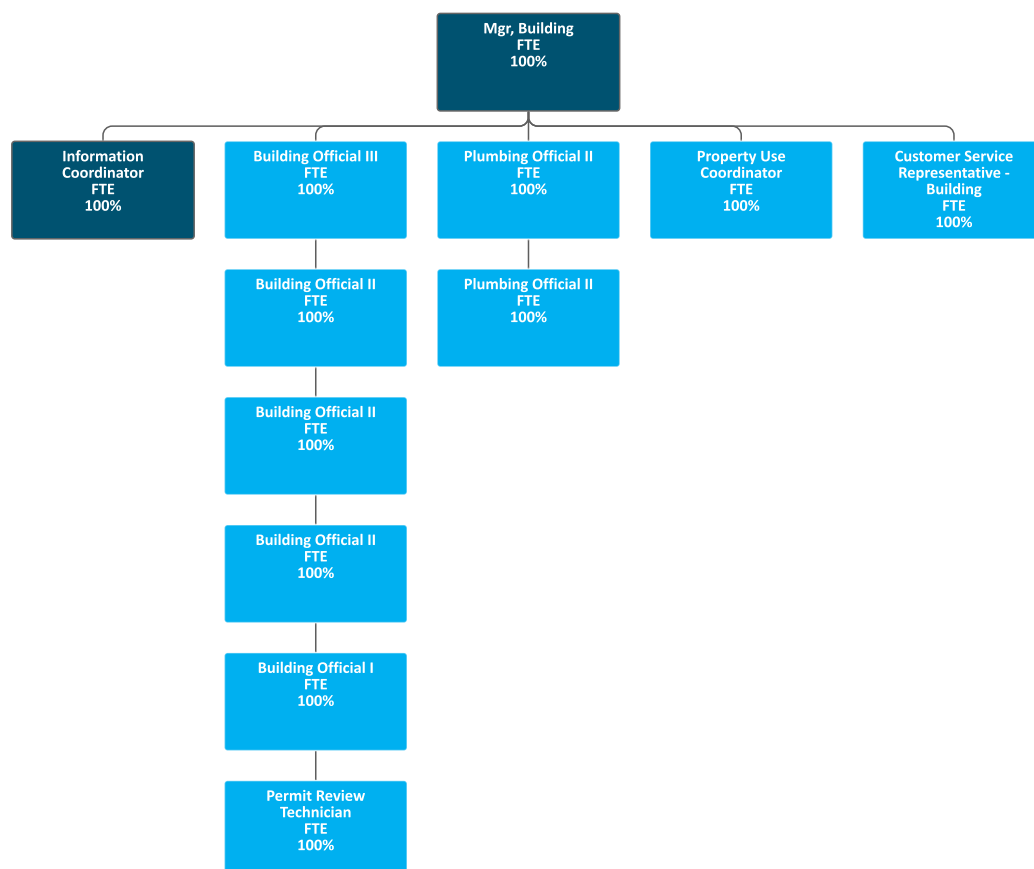 Mgr, Building
FTE
100%
Information
Coordinator
FTE
100%
Building Official III
FTE
100%
Plumbing Official II
FTE
100%
Property Use
Coordinator
FTE
100%
Customer Service
Representative -
Building
FTE
100%
Building Official II
FTE
100%
Plumbing Official II
FTE
100%
Building Official II
FTE
100%
Building Official II
FTE
100%
Building Official I
FTE
100%
Permit Review
Technician
FTE
100%